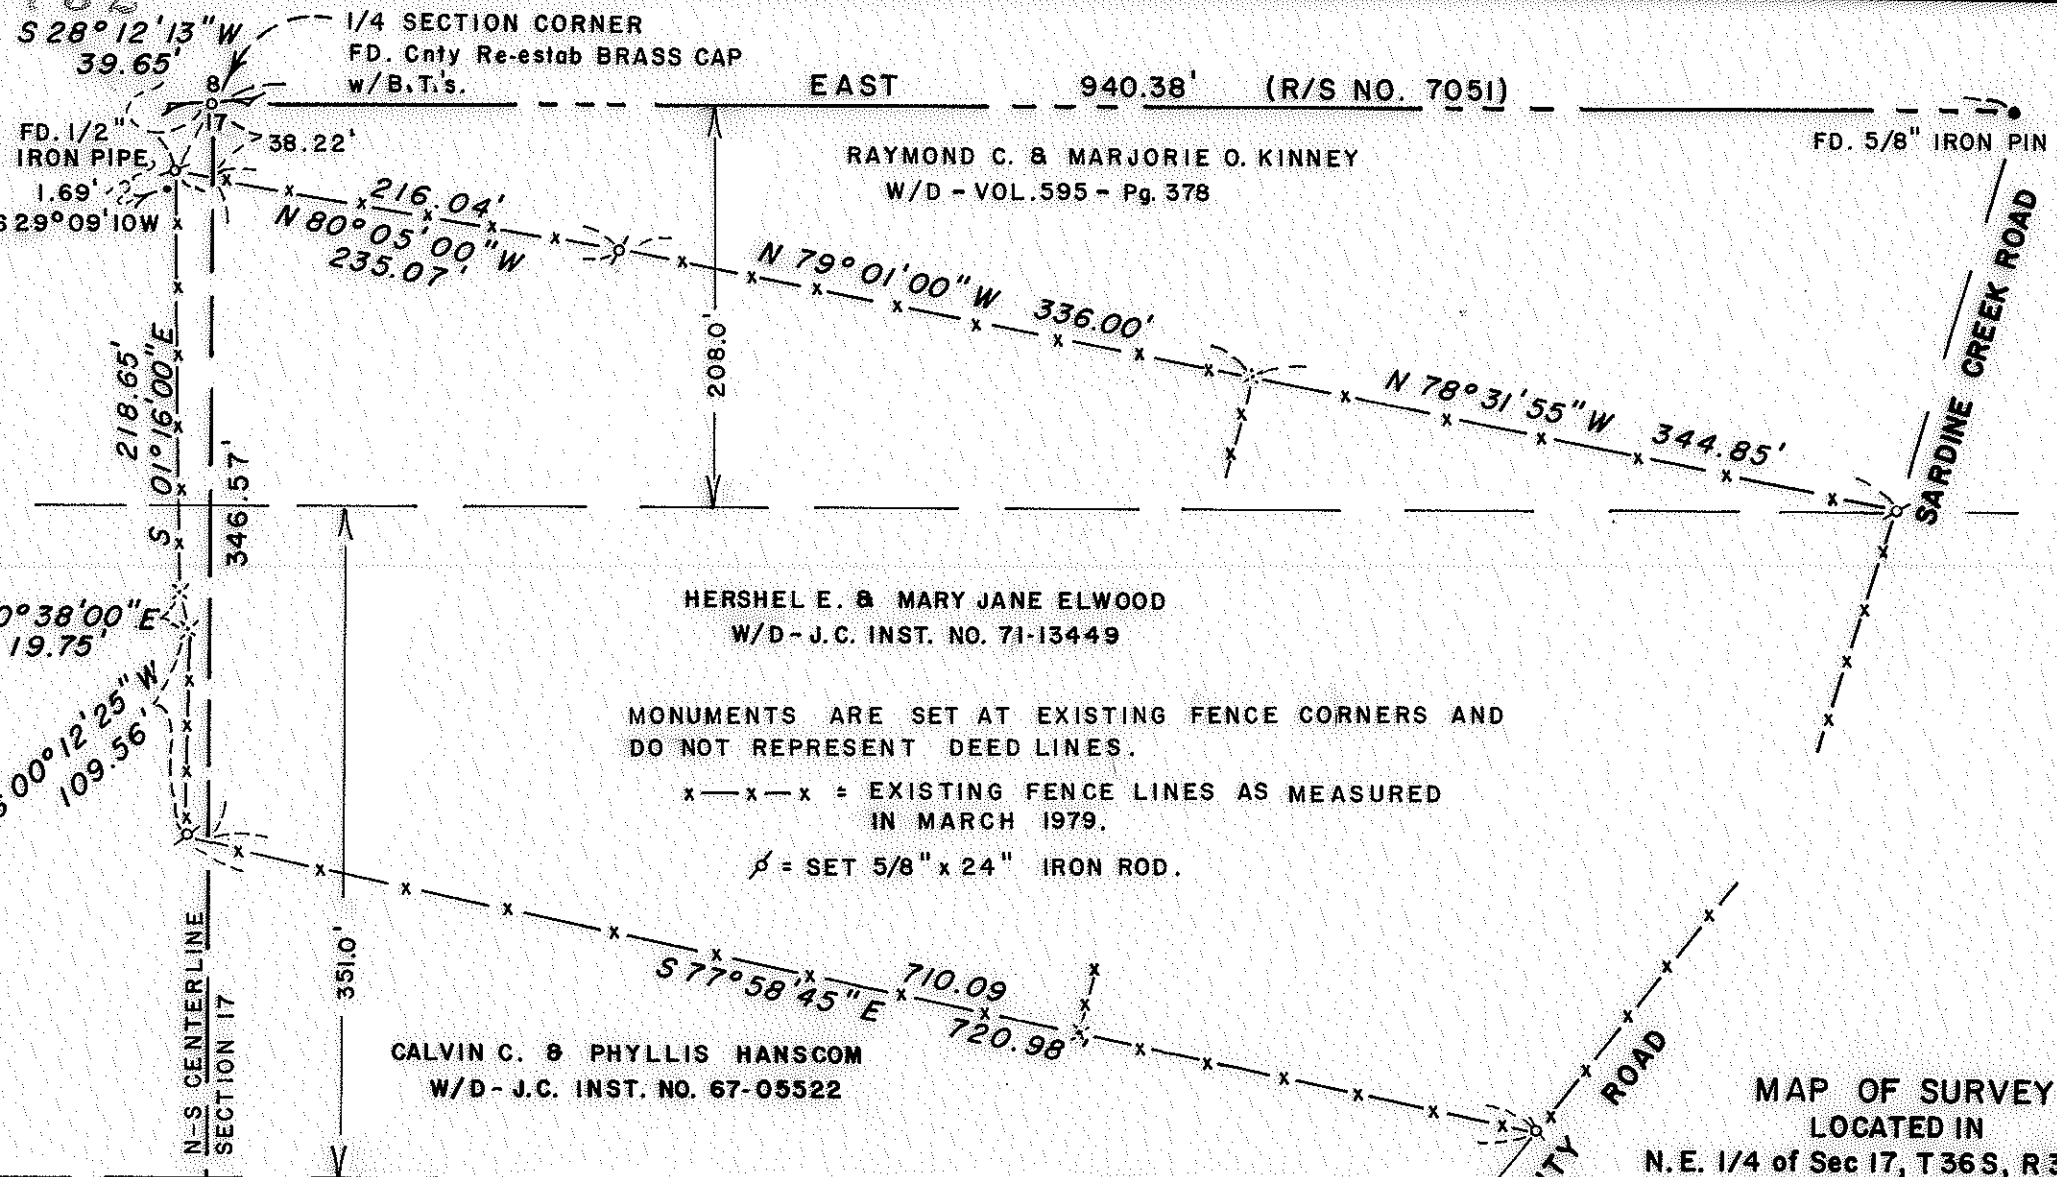 S 28° 12' 13" W
39.65'
1/4 SECTION CORNER
FD. Cnty Re-estab BRASS CAP
w/B.T.'s.
EAST 940.38' (R/S NO. 7051)
8
17
38.22'
FD. 1/2"
IRON PIPE
1.69'
S 29° 09' 10 W
FD. 5/8" IRON PIN
RAYMOND C. & MARJORIE O. KINNEY
W/D - VOL. 595 - Pg. 378
216.04'
N 80° 05' 00" W
235.07'
N 79° 01' 00" W 336.00'
N 78° 31' 55" W 344.85'
SARDINE CREEK ROAD
208.0'
218.65'
S 01° 16' 00" E
346.57'
0° 38' 00" E
19.75'
S 00° 12' 25" W
109.56'
HERSHEL E. & MARY JANE ELWOOD
W/D - J.C. INST. NO. 71-13449
MONUMENTS ARE SET AT EXISTING FENCE CORNERS AND
DO NOT REPRESENT DEED LINES.
x — x — x = EXISTING FENCE LINES AS MEASURED
IN MARCH 1979.
= SET 5/8" x 24" IRON ROD.
351.0'
N-S CENTERLINE
SECTION 17
S 77° 58' 45" E
710.09
720.98'
CALVIN C. & PHYLLIS HANSCOM
W/D - J.C. INST. NO. 67-05522
ROAD
MAP OF SURVEY
LOCATED IN
N.E. 1/4 of Sec 17, T 36 S, R 3